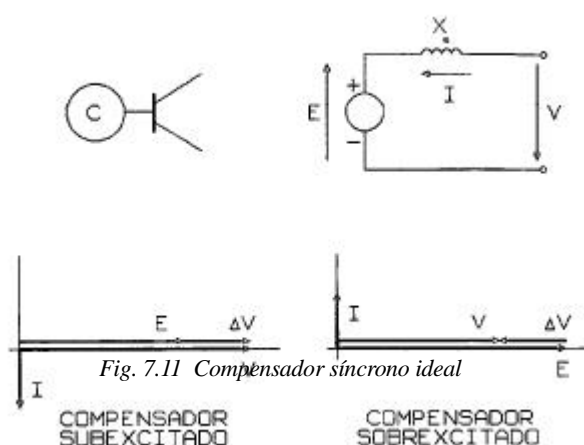 X
C
+
E
I
V
-
E ΔV
V ΔV
I
Fig. 7.11 Compensador síncrono ideal
E
I
COMPENSADOR
SUBEXCITADO
COMPENSADOR
SOBREXCITADO